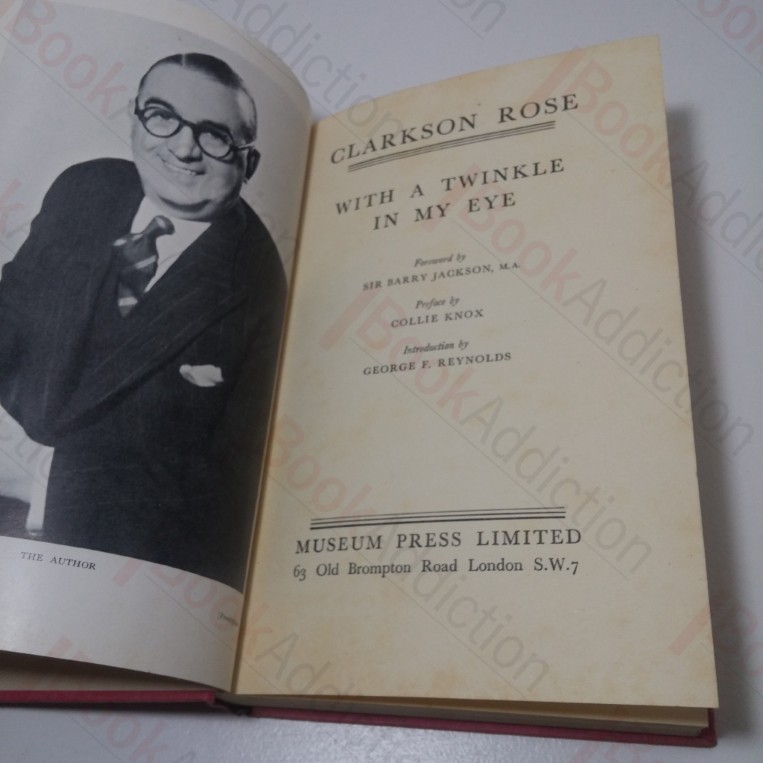 THE AUTHOR
CLARKSON ROSE
WITH A TWINKLE
IN MY EYE
Foreword by
SIR BARRY JACKSON, M.A.
Preface by
COLLIE KNOX
Introduction by
GEORGE F. REYNOLDS
MUSEUM PRESS LIMITED
63 Old Brompton Road London S.W.7
BookAddiction